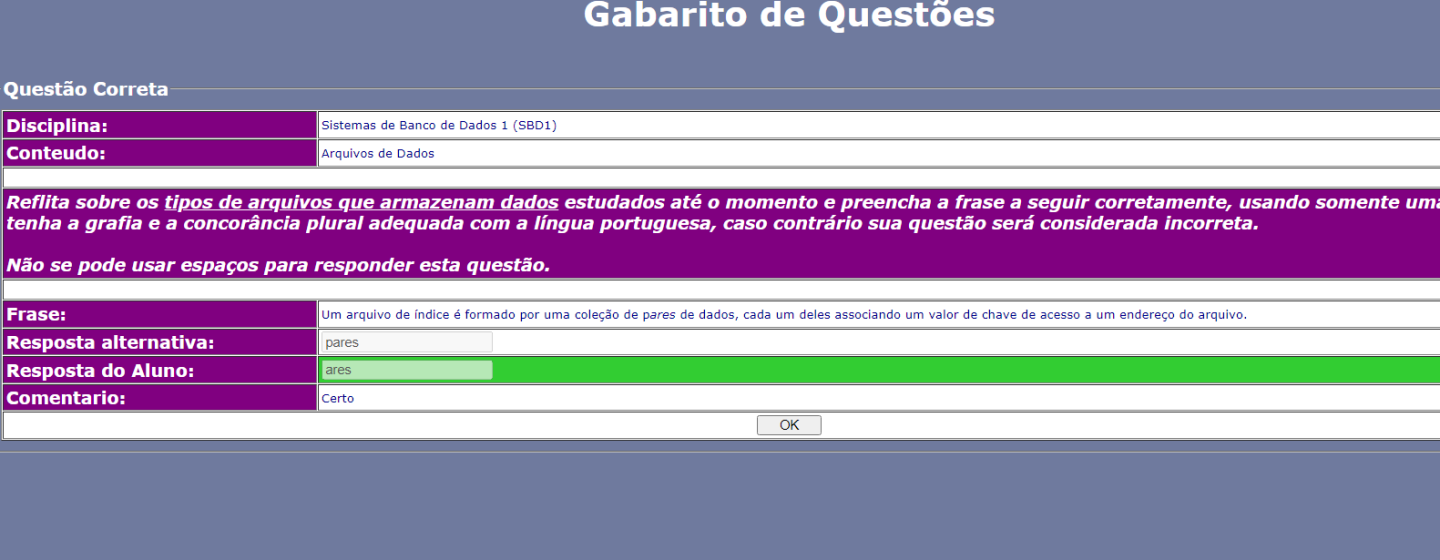 Gabarito de Questões
Questão Correta
Disciplina: Sistemas de Banco de Dados 1 (SBD1)
Conteudo: Arquivos de Dados
Reflita sobre os tipos de arquivos que armazenam dados estudados até o momento e preencha a frase a seguir corretamente, usando somente uma
tenha a grafia e a concorância plural adequada com a língua portuguesa, caso contrário sua questão será considerada incorreta.
Não se pode usar espaços para responder esta questão.
Frase: Um arquivo de índice é formado por uma coleção de pares de dados, cada um deles associando um valor de chave de acesso a um endereço do arquivo.
Resposta alternativa: pares
Resposta do Aluno: ares
Comentario: Certo
OK